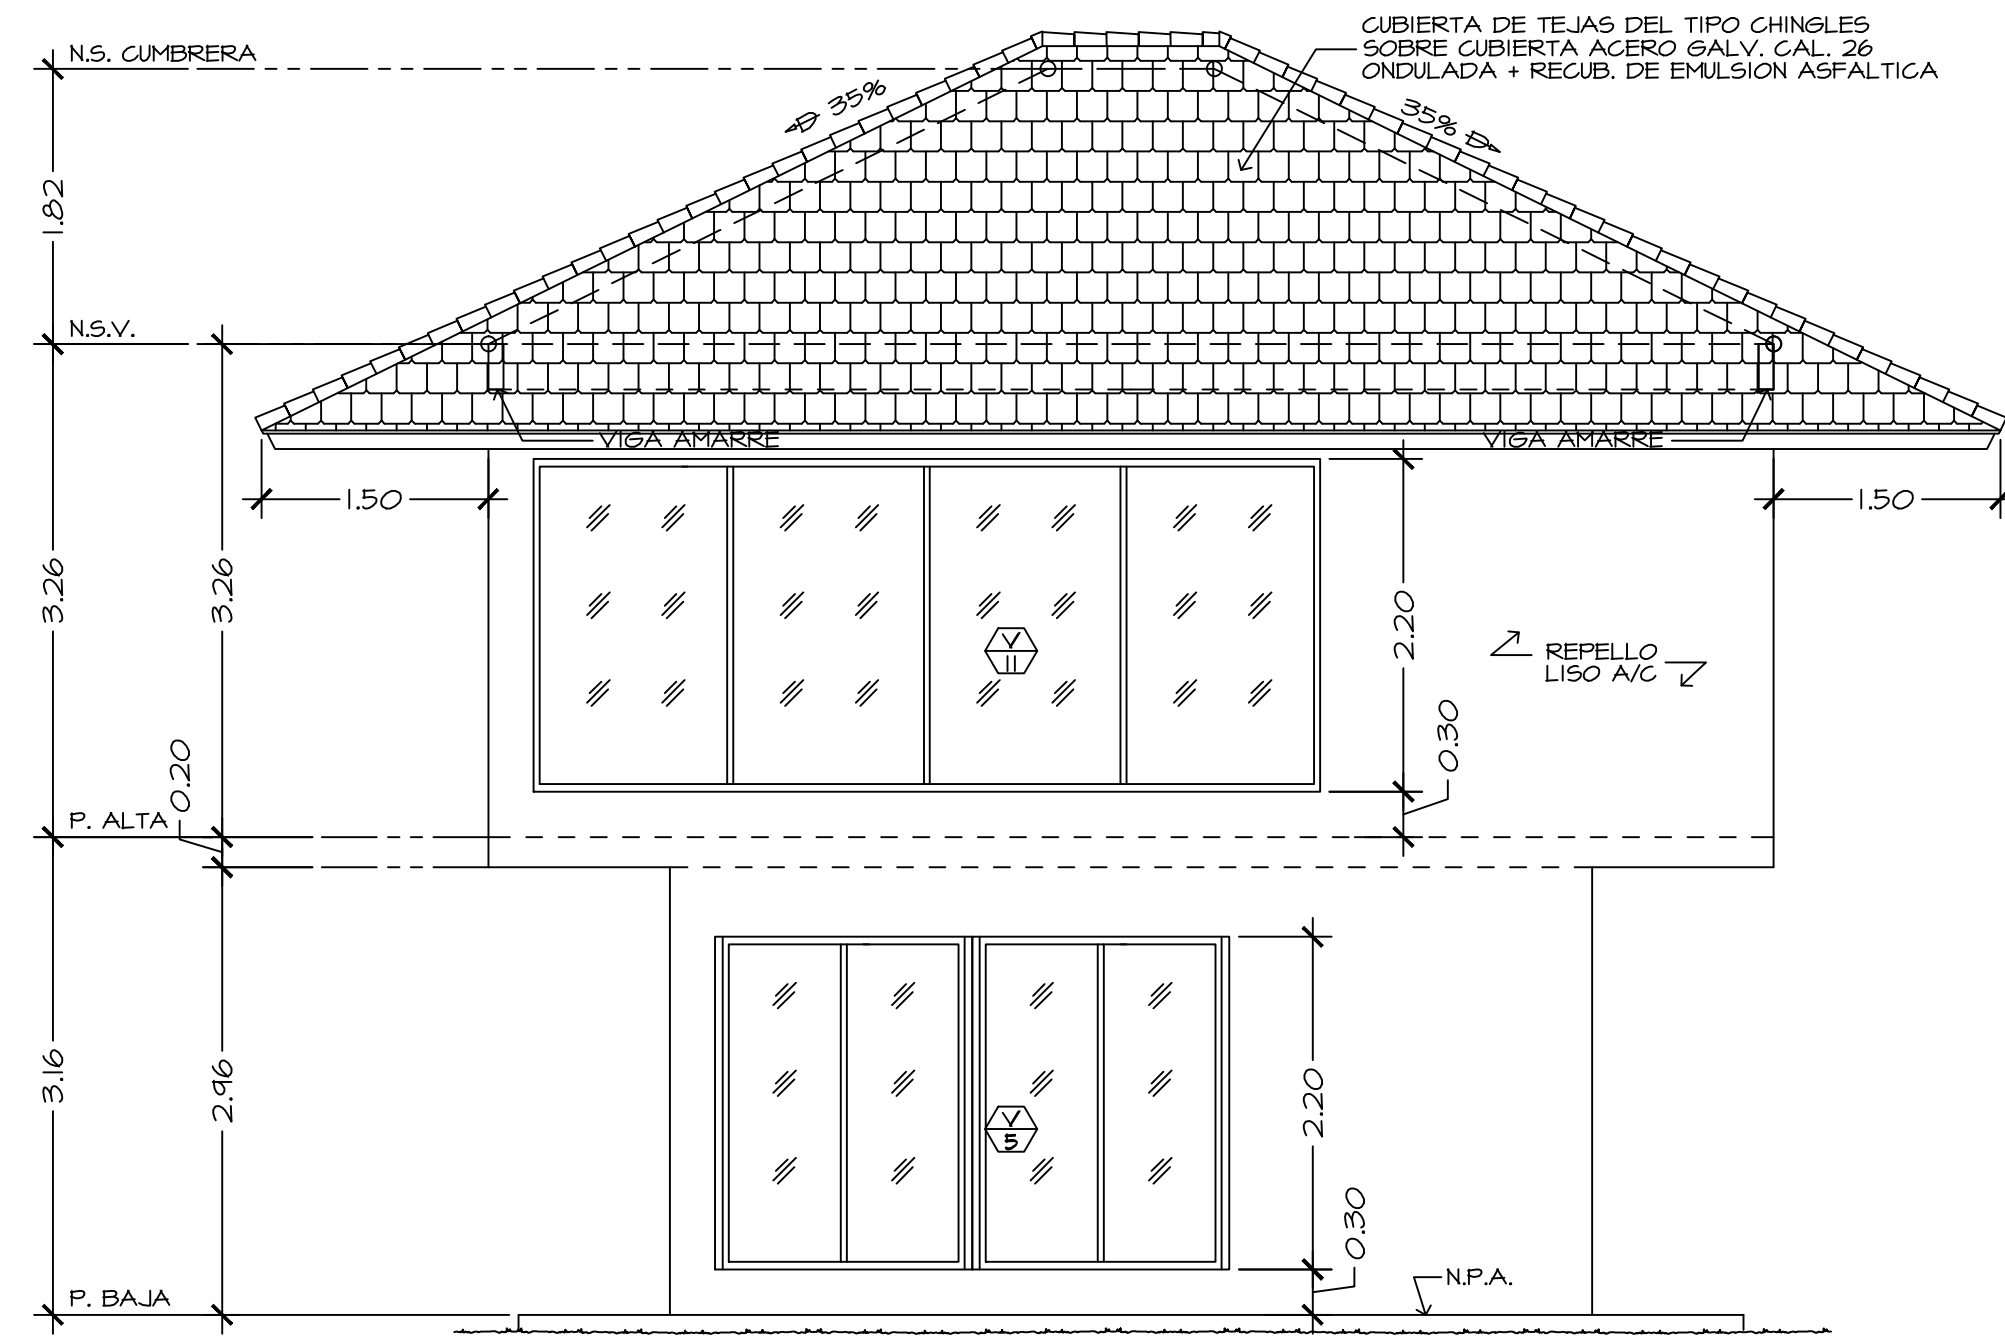 CUBIERTA DE TEJAS DEL TIPO CHINGLES
SOBRE CUBIERTA ACERO GALV. CAL. 26
ONDULADA + RECUB. DE EMULSION ASFALTICA
N.S. CUMBRERA
35%
35%
1.82
N.S.V.
VIGA AMARRE
VIGA AMARRE
1.50
1.50
3.26
3.26
2.20
V
11
REPELLO
LISO A/C
0.30
0.20
P. ALTA
3.16
2.96
2.20
V
5
0.30
N.P.A.
P. BAJA